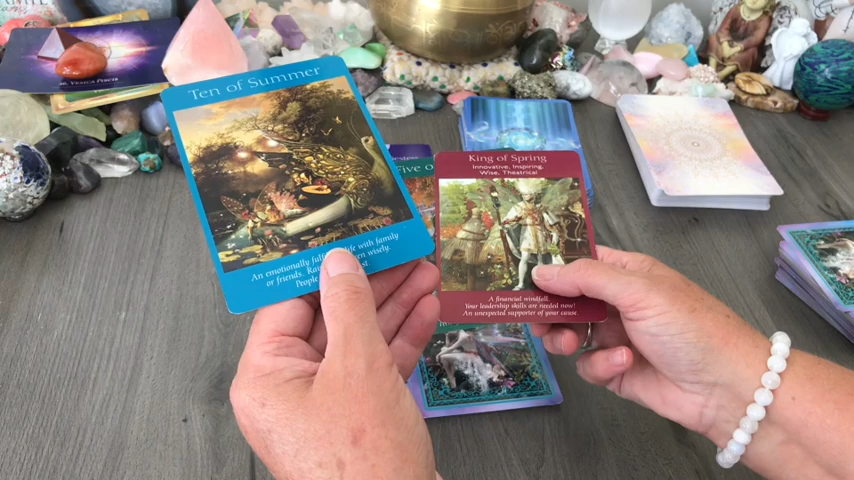 Ten of Summer
An emotionally life with family
or friends. wisely.
People
King of Spring
Innovative, Inspiring,
Wise, Theatrical
A financial windfall.
Your leadership skills are needed now!
An unexpected supporter of your cause
Five o